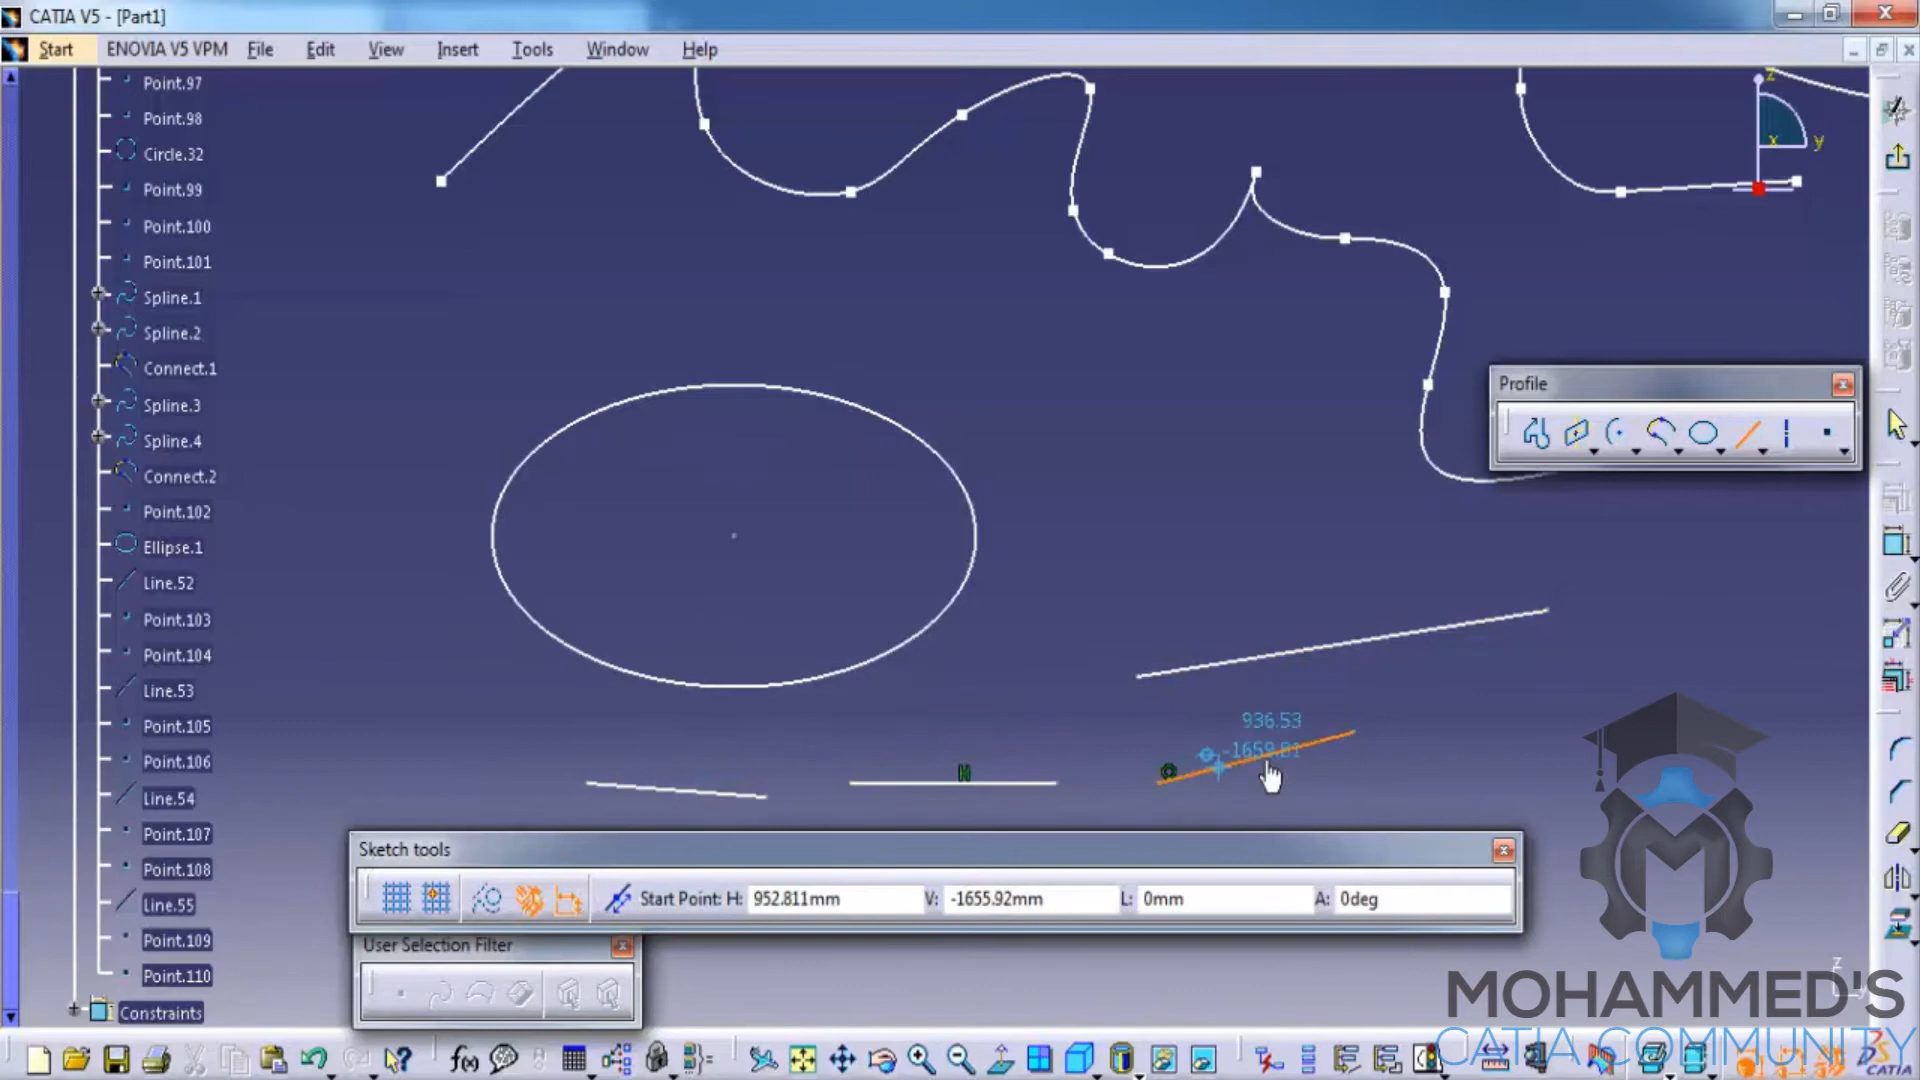 CATIA V5 - [Part1]
Start ENOVIA V5 VPM File Edit View Insert Tools Window Help
Point.97
Point.98
Circle.32
Point.99
Point.100
Point.101
Spline.1
Spline.2
Connect.1
Spline.3
Spline.4
Connect.2
Point.102
Ellipse.1
Line.52
Point.103
Point.104
Line.53
Point.105
Point.106
Line.54
Point.107
Point.108
Line.55
Point.109
Point.110
Constraints
z
x y
Profile
936.53
-1659.81
H
Sketch tools
Start Point: H: 952.811mm V: -1655.92mm L: 0mm A: 0deg
User Selection Filter
f(x)
M
Z
MOHAMMED'S
CATIA COMMUNITY
CATIA